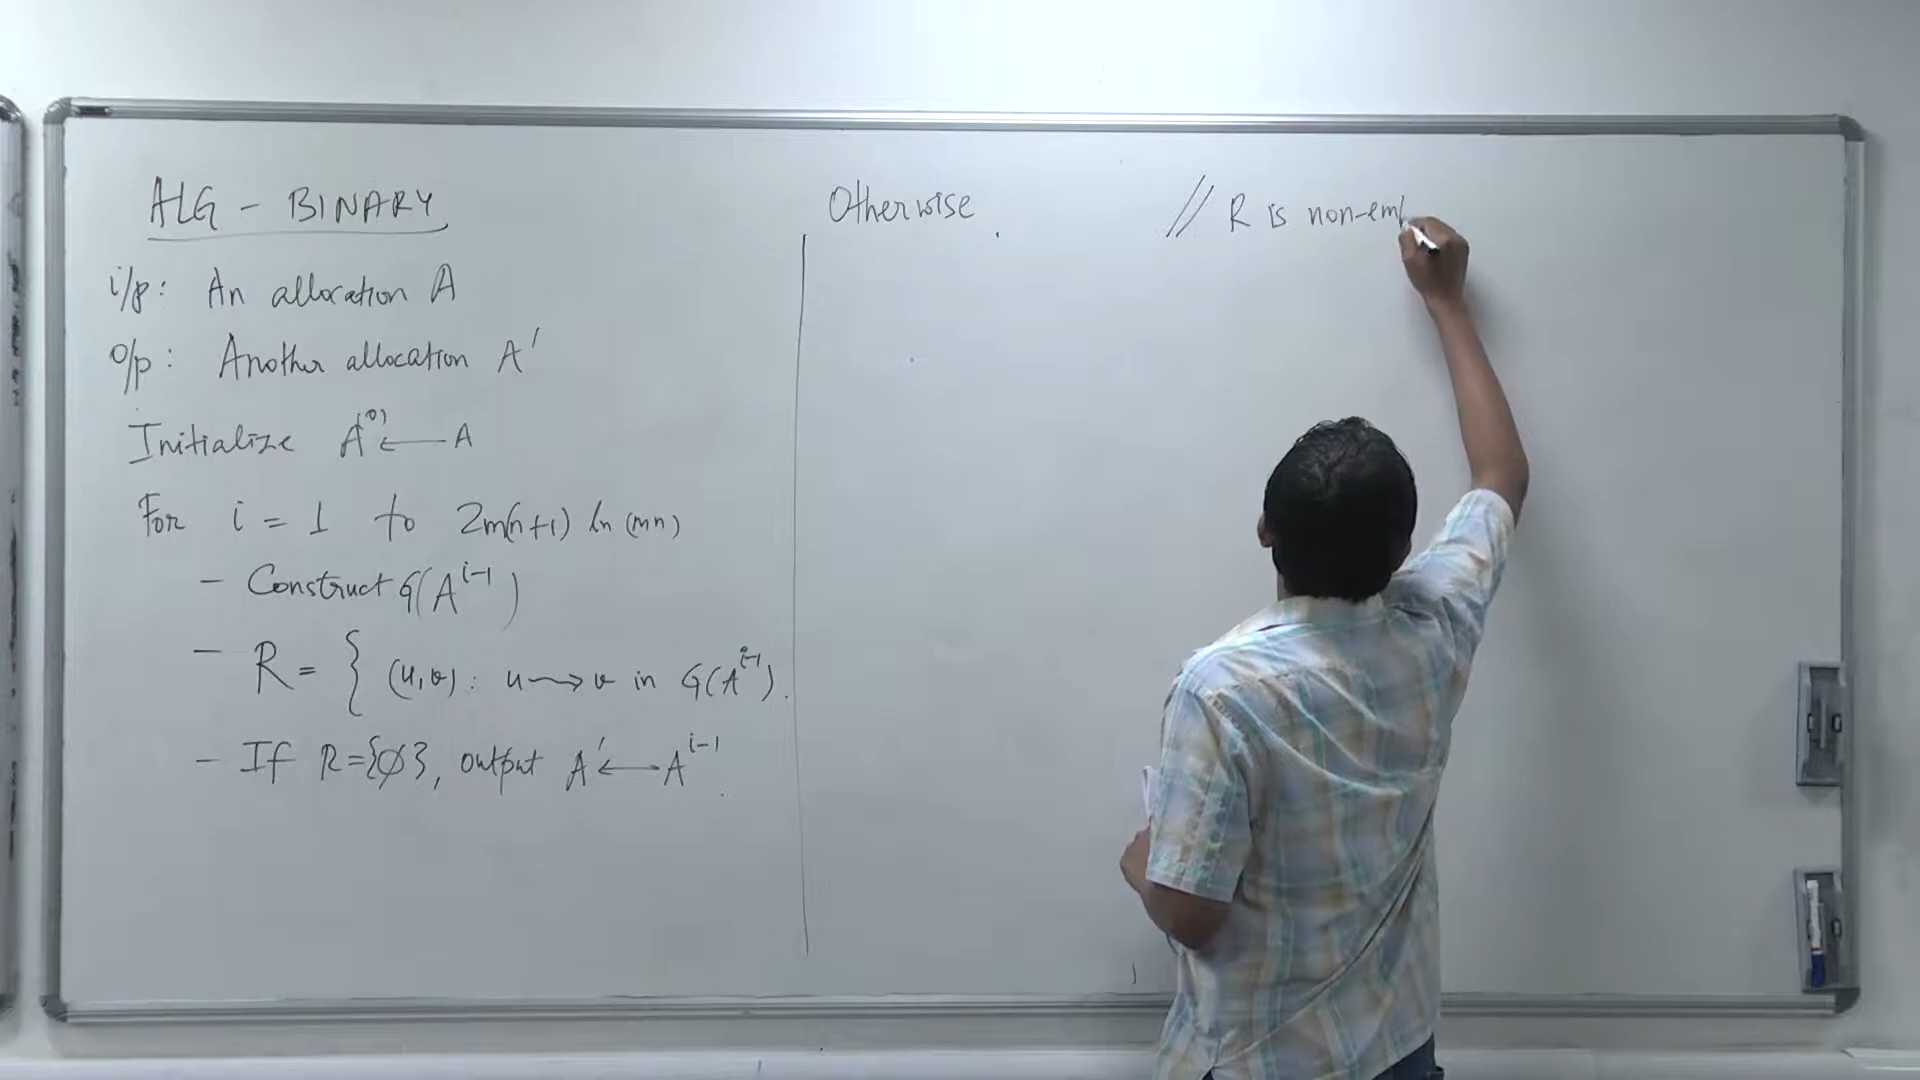 ALG - BINARY
i/p: An allocation A
o/p: Another allocation A'
Initialize A^(0) ← A
For i = 1 to 2m(n+1) ln (mn)
- Construct G(A^{i-1})
- R = { (u,v): u ⟿ v in G(A^{i-1}).
- If R={∅}, output A' ← A^{i-1}.
Otherwise // R is non-em